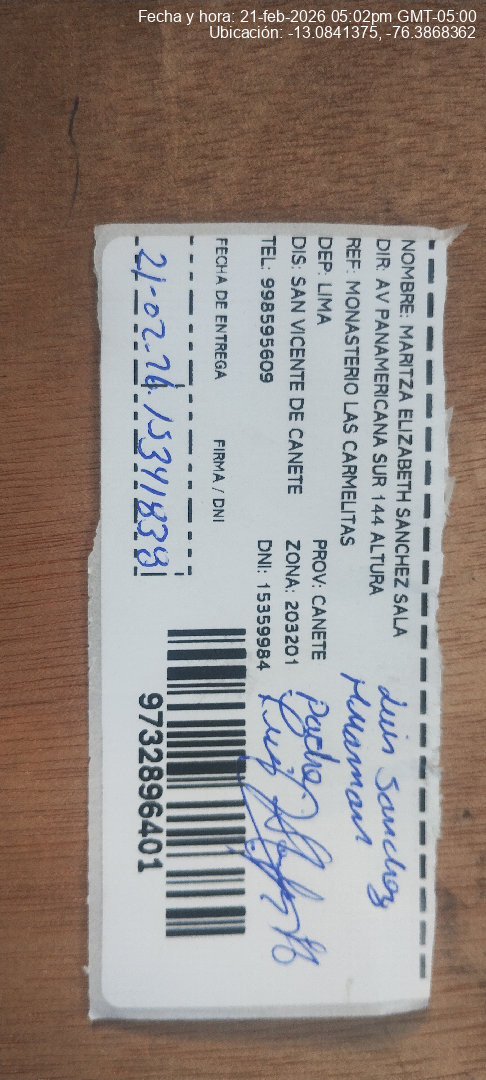 Fecha y hora: 21-feb-2026 05:02pm GMT-05:00
Ubicación: -13.0841375, -76.3868362
NOMBRE: MARITZA ELIZABETH SANCHEZ SALA
DIR: AV PANAMERICANA SUR 144 ALTURA
REF: MONASTERIO LAS CARMELITAS
DEP: LIMA PROV: CANETE
DIS: SAN VICENTE DE CANETE ZONA: 203201
TEL: 998595609 DNI: 15359984
Luis Sanchez
Huaman
Padre
FECHA DE ENTREGA FIRMA / DNI
21-02-26 15341838
9732896401